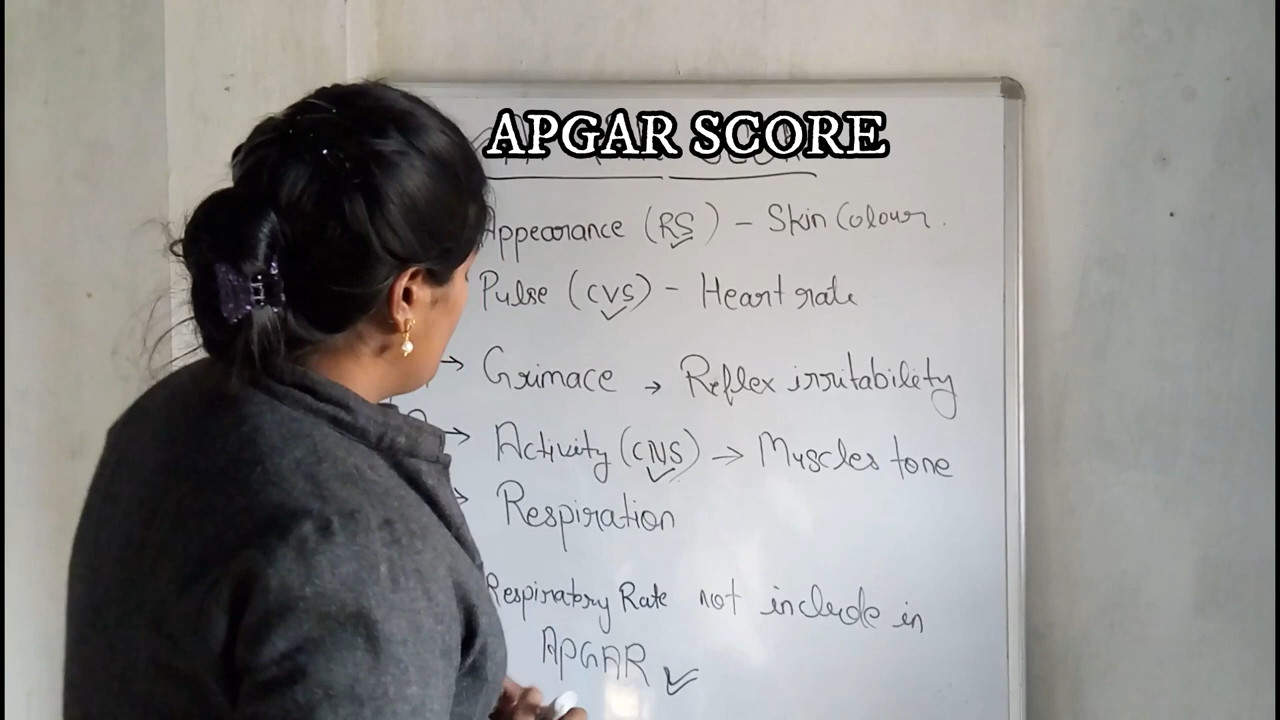 APGAR SCORE
Appearance (RS) - Skin Colour.
Pulse (CVS) - Heart rate
→ Grimace → Reflex irritability
→ Activity (CNS) → Muscles tone
→ Respiration
Respiratory Rate not include in
APGAR